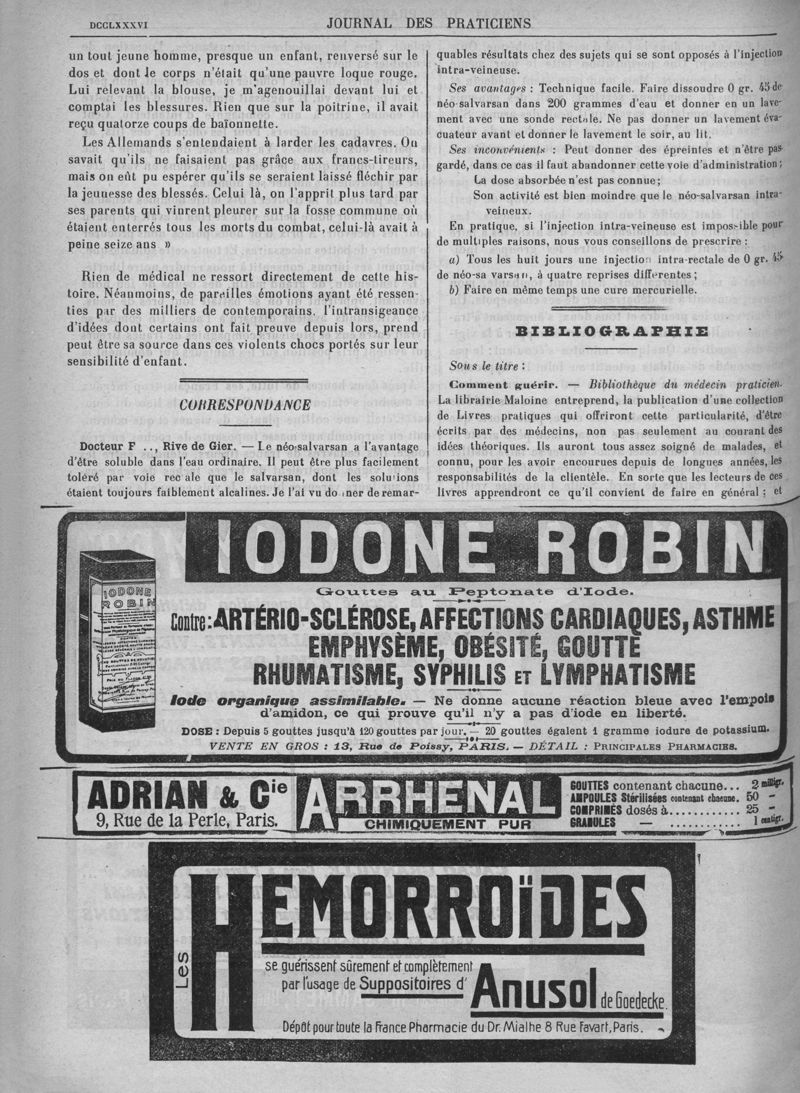 DCCLXXXVI
JOURNAL DES PRATICIENS
un tout jeune homme, presque un enfant, renversé sur le
dos et dont le corps n'était qu'une pauvre loque rouge.
Lui relevant la blouse, je m'agenouillai devant lui et
comptai les blessures. Rien que sur la poitrine, il avait
reçu quatorze coups de baïonnette.
Les Allemands s'entendaient à larder les cadavres. On
savait qu'ils ne faisaient pas grâce aux francs-tireurs,
mais on eût pu espérer qu'ils se seraient laissé fléchir par
la jeunesse des blessés. Celui là, on l'apprit plus tard par
ses parents qui vinrent pleurer sur la fosse commune où
étaient enterrés tous les morts du combat, celui-là avait à
peine seize ans »
Rien de médical ne ressort directement de cette his-
toire. Néanmoins, de pareilles émotions ayant été ressen-
ties par des milliers de contemporains. l'intransigeance
d'idées dont certains ont fait preuve depuis lors, prend
peut être sa source dans ces violents chocs portés sur leur
sensibilité d'enfant.
CORRESPONDANCE
Docteur F..., Rive de Gier. — Le néo-salvarsan a l'avantage
d'être soluble dans l'eau ordinaire. Il peut être plus facilement
toléré par voie rectale que le salvarsan, dont les solutions
étaient toujours faiblement alcalines. Je l'ai vu donner de remar-
quables résultats chez des sujets qui se sont opposés à l'injection
intra-veineuse.
Ses avantages : Technique facile. Faire dissoudre 0 gr. 45 de
néo-salvarsan dans 200 grammes d'eau et donner en un lave-
ment avec une sonde rectale. Ne pas donner un lavement éva-
cuateur avant et donner le lavement le soir, au lit.
Ses inconvénients : Peut donner des épreintes et n'être pas
gardé, dans ce cas il faut abandonner cette voie d'administration ;
La dose absorbée n'est pas connue ;
Son activité est bien moindre que le néo-salvarsan intra-
veineux.
En pratique, si l'injection intra-veineuse est impossible pour
de multiples raisons, nous vous conseillons de prescrire :
a) Tous les huit jours une injection intra-rectale de 0 gr. 45
de néo-sa varsan, à quatre reprises differentes ;
b) Faire en même temps une cure mercurielle.
BIBLIOGRAPHIE
Sous le titre :
Comment guérir. — Bibliothèque du médecin praticien.
La librairie Maloine entreprend, la publication d'une collection
de Livres pratiques qui offriront cette particularité, d'être
écrits par des médecins, non pas seulement au courant des
idées théoriques. Ils auront tous assez soigné de malades, et
connu, pour les avoir encourues depuis de longues années, les
responsabilités de la clientèle. En sorte que les lecteurs de ces
livres apprendront ce qu'il convient de faire en général ; et
IODONE ROBIN
Gouttes au Peptonate d'Iode.
Contre : ARTÉRIO-SCLÉROSE, AFFECTIONS CARDIAQUES, ASTHME
EMPHYSÈME, OBÉSITÉ, GOUTTE
RHUMATISME, SYPHILIS ET LYMPHATISME
Iode organique assimilable. — Ne donne aucune réaction bleue avec l'empois
d'amidon, ce qui prouve qu'il n'y a pas d'iode en liberté.
DOSE : Depuis 5 gouttes jusqu'à 120 gouttes par jour. — 20 gouttes égalent 1 gramme iodure de potassium.
VENTE EN GROS : 13, Rue de Poissy, PARIS. — DÉTAIL : PRINCIPALES PHARMACIES.
IODONE
ROBIN
ADRIAN & Cie
9, Rue de la Perle, Paris.
ARRHENAL
CHIMIQUEMENT PUR
GOUTTES contenant chacune... 2 milligr.
AMPOULES Stérilisées contenant chacune. 50 —
COMPRIMÉS dosés à............ 25 —
GRANULES — ............ 1 centigr.
LES HEMORROÏDES
se guérissent sûrement et complètement
par l'usage de Suppositoires d'Anusol de Goedecke.
Dépôt pour toute la France Pharmacie du Dr. Mialhe 8 Rue Favart, Paris.